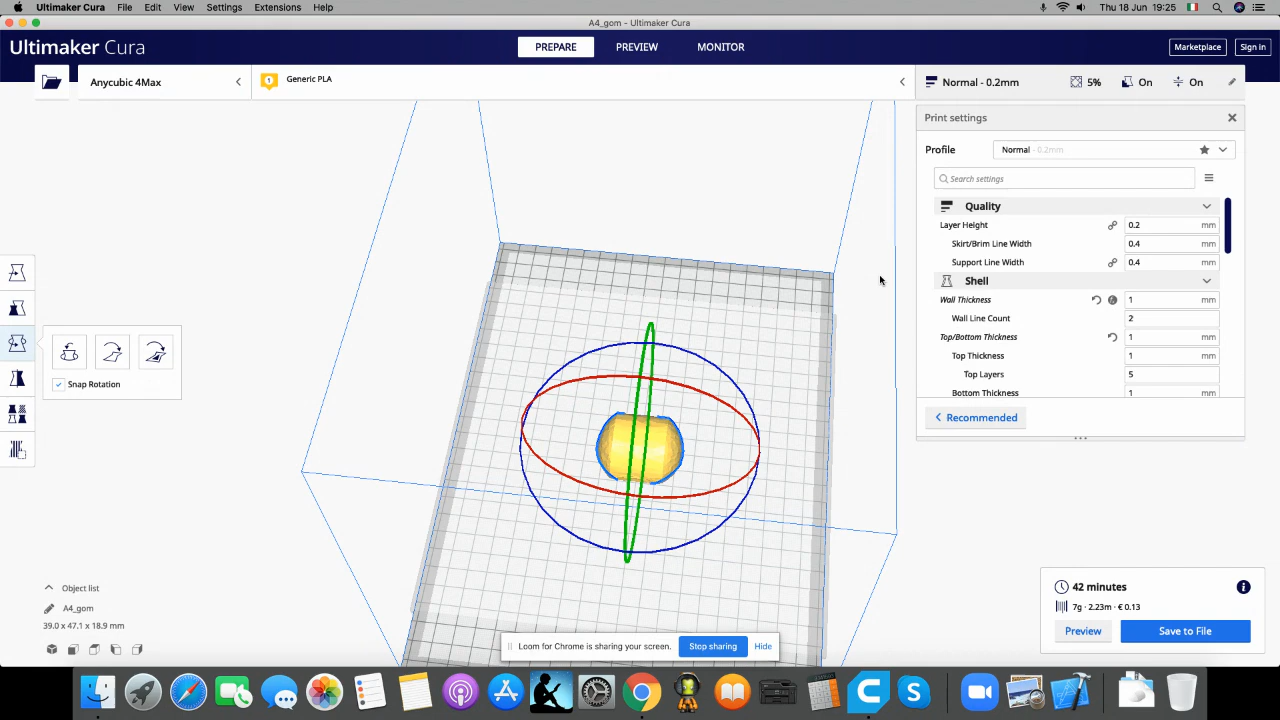 Ultimaker Cura File Edit View Settings Extensions Help Thu 18 Jun 19:25
A4_gom - Ultimaker Cura
Ultimaker Cura PREPARE PREVIEW MONITOR Marketplace Sign in
Anycubic 4Max 1 Generic PLA Normal - 0.2mm 5% On On
Print settings
Profile Normal - 0.2mm
Search settings
Quality
Layer Height 0.2 mm
Skirt/Brim Line Width 0.4 mm
Support Line Width 0.4 mm
Shell
Wall Thickness 1 mm
Wall Line Count 2
Top/Bottom Thickness 1 mm
Top Thickness 1 mm
Top Layers 5
Bottom Thickness 1 mm
Recommended
Snap Rotation
Object list
A4_gom
39.0 x 47.1 x 18.9 mm
42 minutes
7g · 2.23m · € 0.13
Preview Save to File
Loom for Chrome is sharing your screen. Stop sharing Hide